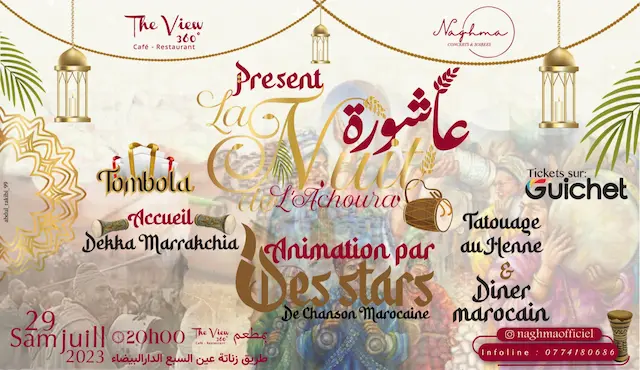 The View
360°
Café - Restaurant
Naghma
CONCERTS & SOIREES
Present
La Nuit
de L'Achoura
عاشورة
Tombola
Accueil
Dekka Marrakchia
Animation par
Des stars
De Chanson Marocaine
Tickets sur:
Guichet
Tatouage
au Henne
&
Diner
marocain
29
Sam juill
2023
20h00
The View
360°
Café - Restaurant
مطعم
طريق زناتة عين السبع الدارالبيضاء
naghmaofficiel
Infoline : 0774180686